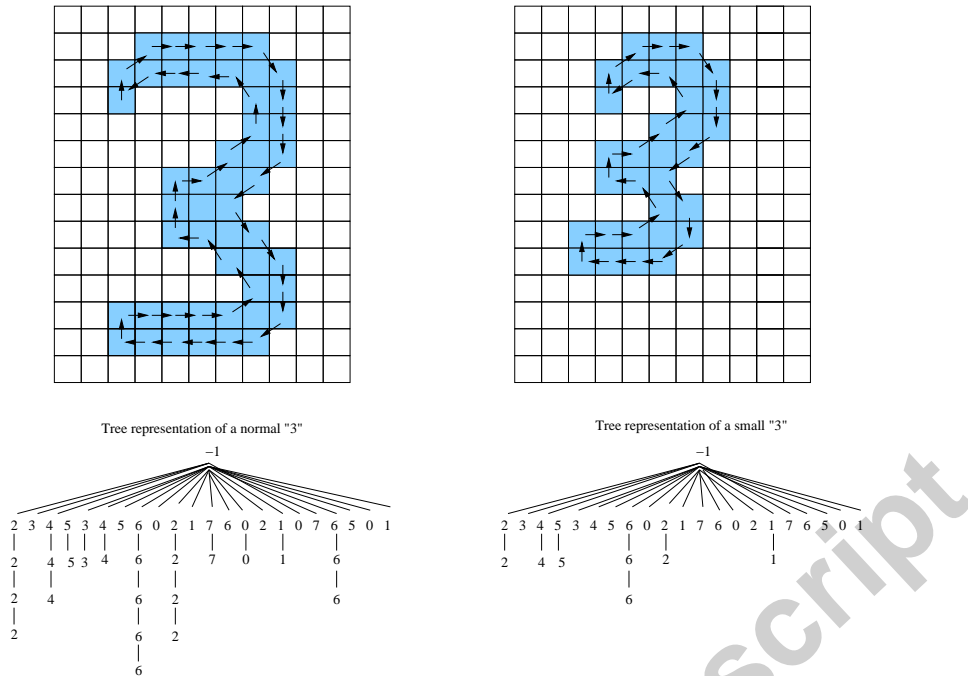 Tree representation of a normal "3"
−1
2 3 4 5 3 4 5 6 0 2 1 7 6 0 2 1 0 7 6 5 0 1
2 4 5 3 4 6 2 7 0 1 6
2 4 6 2 6
2 6 2
6
Tree representation of a small "3"
−1
2 3 4 5 3 4 5 6 0 2 1 7 6 0 2 1 7 6 5 0 1
2 4 5 6 2 1
6
script